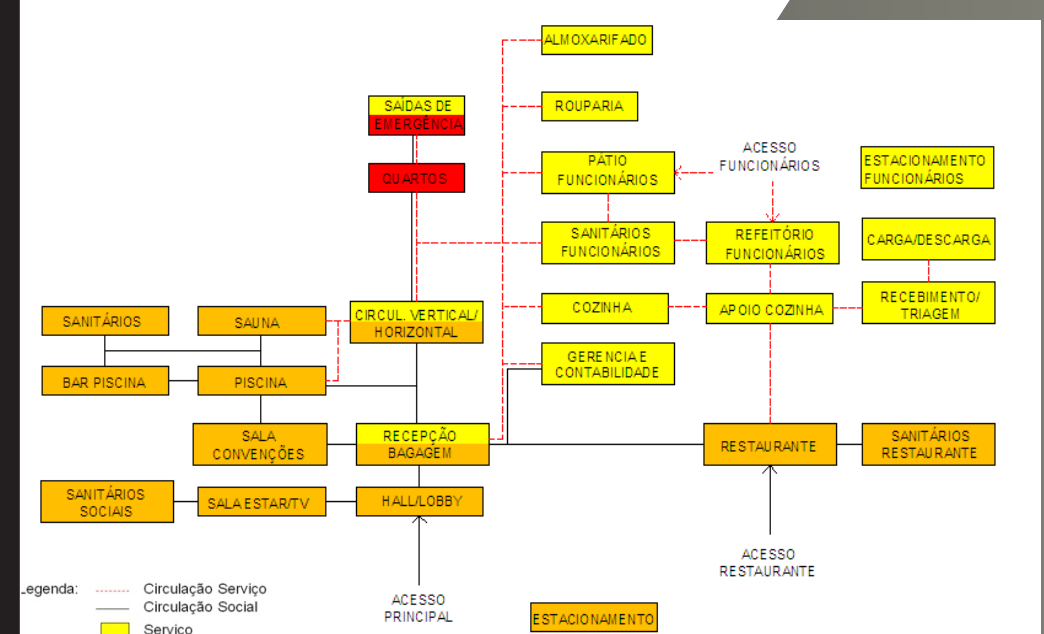 ALMOXARIFADO
SAÍDAS DE
EMERGÊNCIA
ROUPARIA
ACESSO
FUNCIONÁRIOS
PÁTIO
FUNCIONÁRIOS
ESTACIONAMENTO
FUNCIONÁRIOS
QUARTOS
SANITÁRIOS
FUNCIONÁRIOS
REFEITÓRIO
FUNCIONÁRIOS
CARGA/DESCARGA
SANITÁRIOS
SAUNA
CIRCUL. VERTICAL/
HORIZONTAL
COZINHA
APOIO COZINHA
RECEBIMENTO/
TRIAGEM
GERENCIA E
CONTABILIDADE
BAR PISCINA
PISCINA
SALA
CONVENÇÕES
RECEPÇÃO
BAGAGEM
RESTAURANTE
SANITÁRIOS
RESTAURANTE
SANITÁRIOS
SOCIAIS
SALA ESTAR/TV
HALL/LOBBY
ACESSO
RESTAURANTE
ACESSO
PRINCIPAL
ESTACIONAMENTO
Legenda:
Circulação Serviço
Circulação Social
Serviço